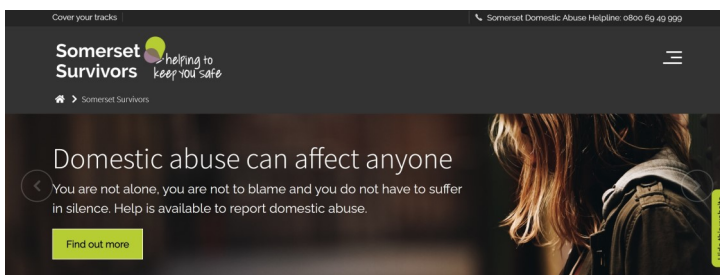 Cover your tracks
Somerset Domestic Abuse Helpline: 0800 69 49 999
Somerset
Survivors
helping to
keep you safe
Somerset Survivors
Domestic abuse can affect anyone
You are not alone, you are not to blame and you do not have to suffer
in silence. Help is available to report domestic abuse.
Find out more